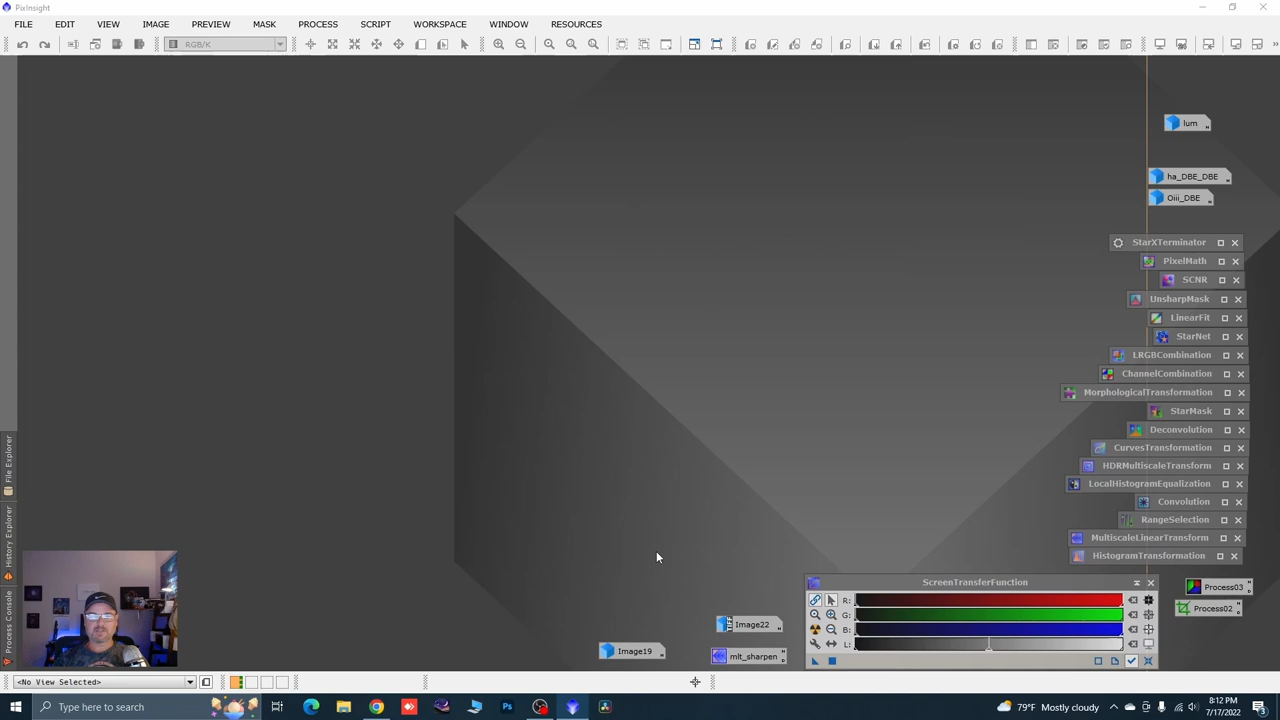 PixInsight
FILE EDIT VIEW IMAGE PREVIEW MASK PROCESS SCRIPT WORKSPACE WINDOW RESOURCES
RGB/K
lum
ha_DBE_DBE
Oiii_DBE
StarXTerminator
PixelMath
SCNR
UnsharpMask
LinearFit
StarNet
LRGBCombination
ChannelCombination
MorphologicalTransformation
StarMask
Deconvolution
CurvesTransformation
HDRMultiscaleTransform
LocalHistogramEqualization
Convolution
RangeSelection
MultiscaleLinearTransform
HistogramTransformation
File Explorer
History Explorer
Process Console
ScreenTransferFunction
R:
G:
B:
L:
Process03
Process02
Image22
Image19
mlt_sharpen
<No View Selected>
Type here to search
Ps
79°F Mostly cloudy
8:12 PM
7/17/2022
3